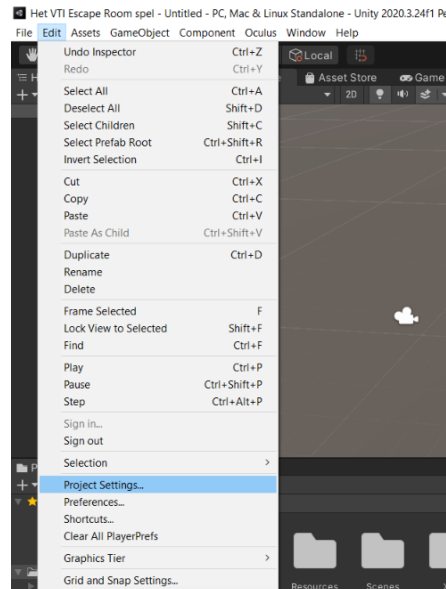 Het VTI Escape Room spel - Untitled - PC, Mac & Linux Standalone - Unity 2020.3.24f1
File Edit Assets GameObject Component Oculus Window Help
Undo Inspector Ctrl+Z
Local
Redo Ctrl+Y
Select All Ctrl+A
Asset Store Game
Deselect All Shift+D
2D
Select Children Shift+C
Select Prefab Root Ctrl+Shift+R
Invert Selection Ctrl+I
Cut Ctrl+X
Copy Ctrl+C
Paste Ctrl+V
Paste As Child Ctrl+Shift+V
Duplicate Ctrl+D
Rename
Delete
Frame Selected F
Lock View to Selected Shift+F
Find Ctrl+F
Play Ctrl+P
Pause Ctrl+Shift+P
Step Ctrl+Alt+P
Sign in...
Sign out
Selection >
Project Settings...
Preferences...
Shortcuts...
Clear All PlayerPrefs
Graphics Tier >
Grid and Snap Settings...
Resources Scenes